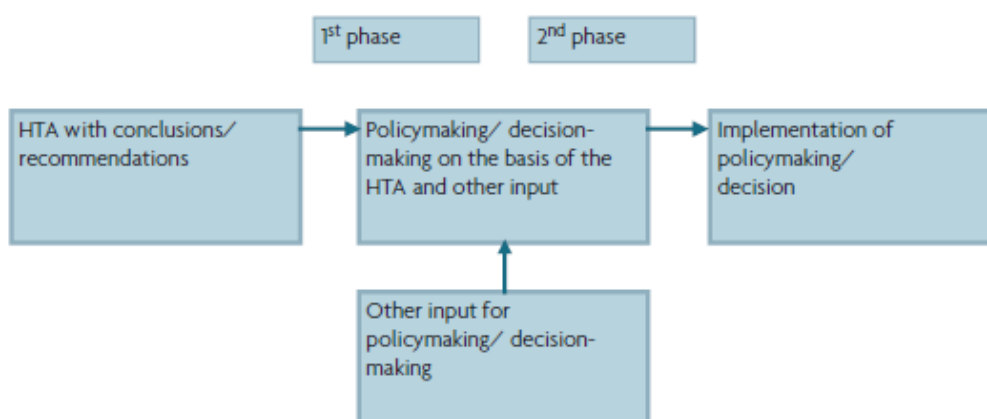 1st phase
2nd phase
HTA with conclusions/
recommendations
Policymaking/ decision-
making on the basis of the
HTA and other input
Implementation of
policymaking/
decision
Other input for
policymaking/ decision-
making